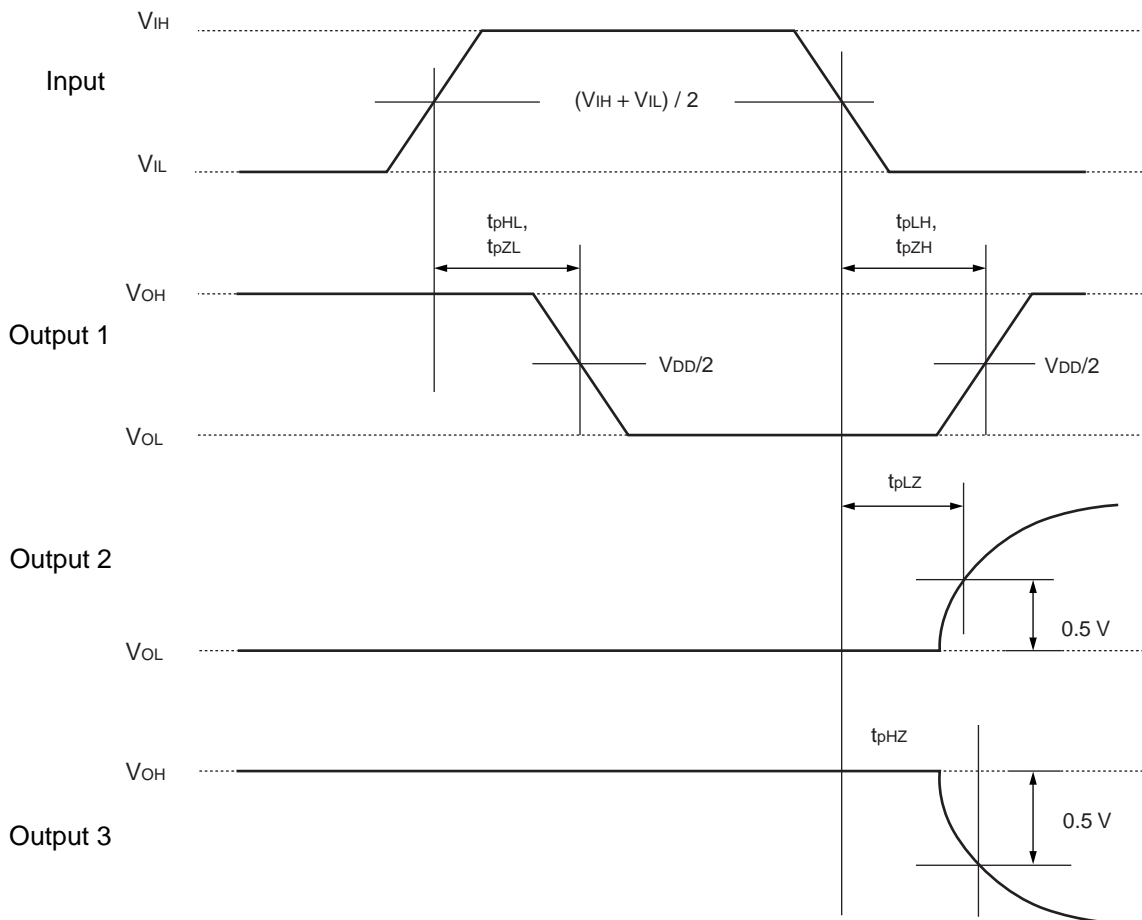 VIH
Input
(VIH + VIL) / 2
VIL
tpHL,
tpZL
tpLH,
tpZH
VOH
Output 1
VDD/2
VDD/2
VOL
tpLZ
Output 2
0.5 V
VOL
tpHZ
VOH
0.5 V
Output 3